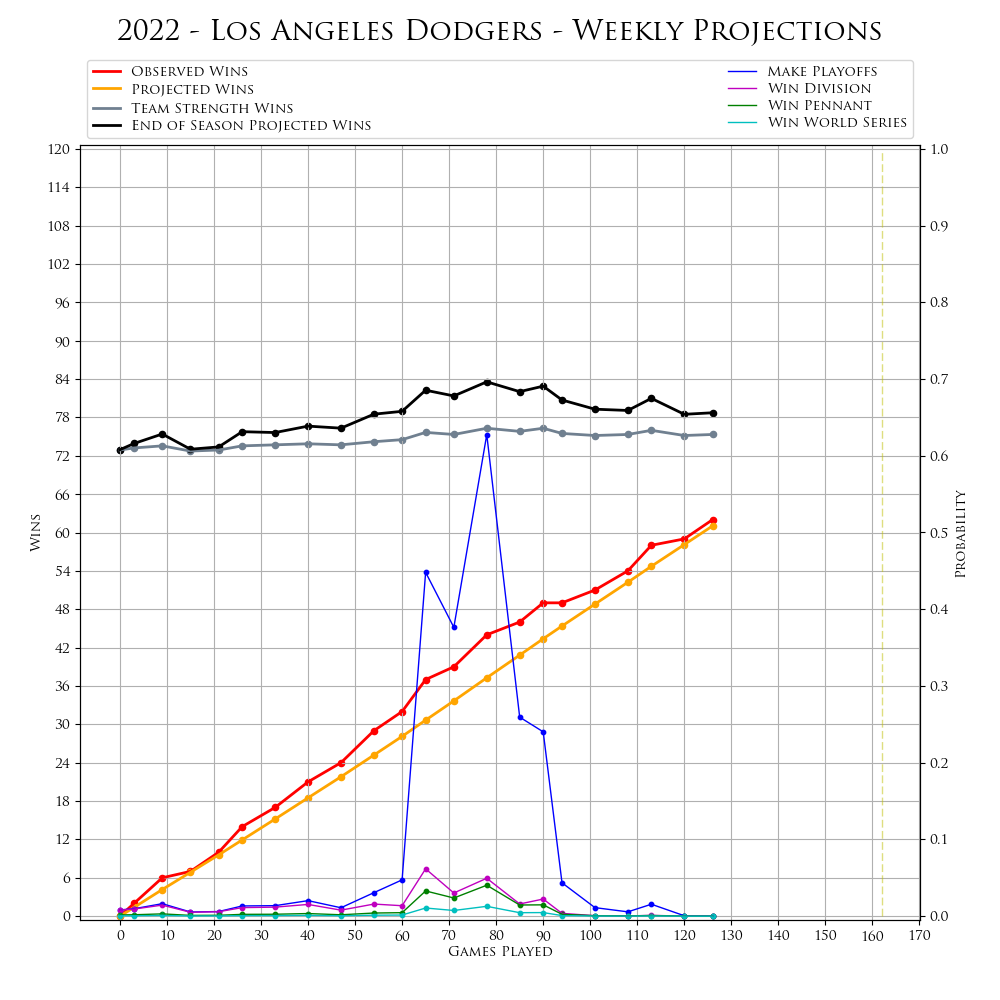 2022 - Los Angeles Dodgers - Weekly Projections
Observed Wins
Projected Wins
Team Strength Wins
End of Season Projected Wins
Make Playoffs
Win Division
Win Pennant
Win World Series
120
114
108
102
96
90
84
78
72
66
60
54
48
42
36
30
24
18
12
6
0
Wins
1.0
0.9
0.8
0.7
0.6
0.5
0.4
0.3
0.2
0.1
0.0
Probability
0 10 20 30 40 50 60 70 80 90 100 110 120 130 140 150 160 170
Games Played